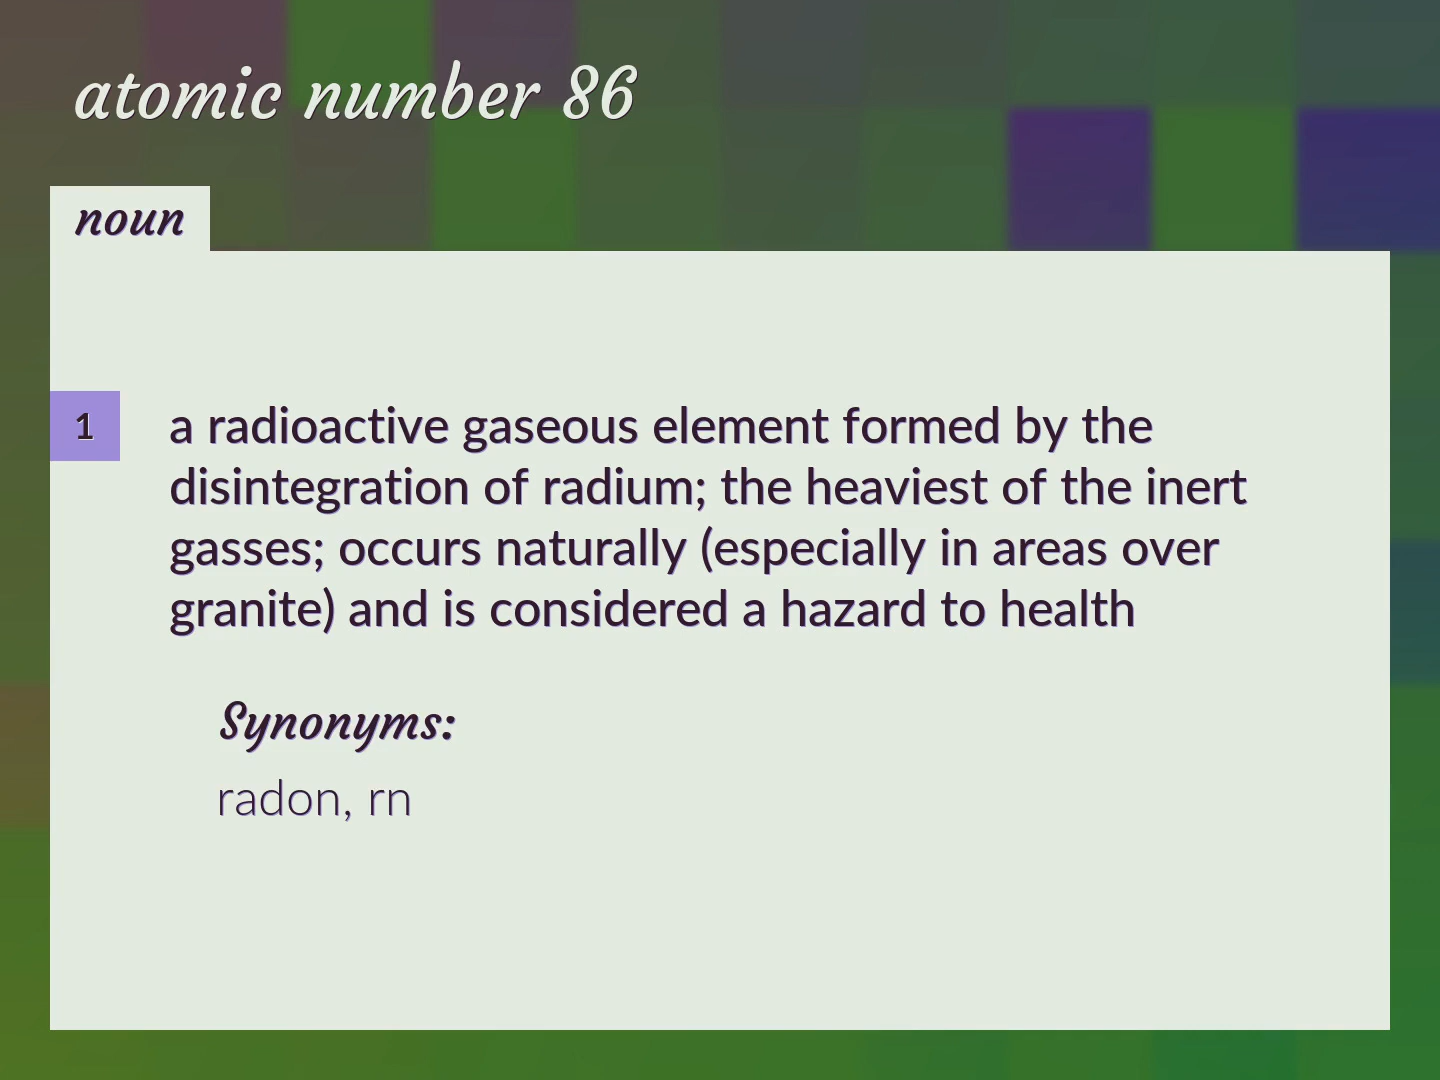 atomic number 86
noun
1
a radioactive gaseous element formed by the
disintegration of radium; the heaviest of the inert
gasses; occurs naturally (especially in areas over
granite) and is considered a hazard to health
Synonyms:
radon, rn